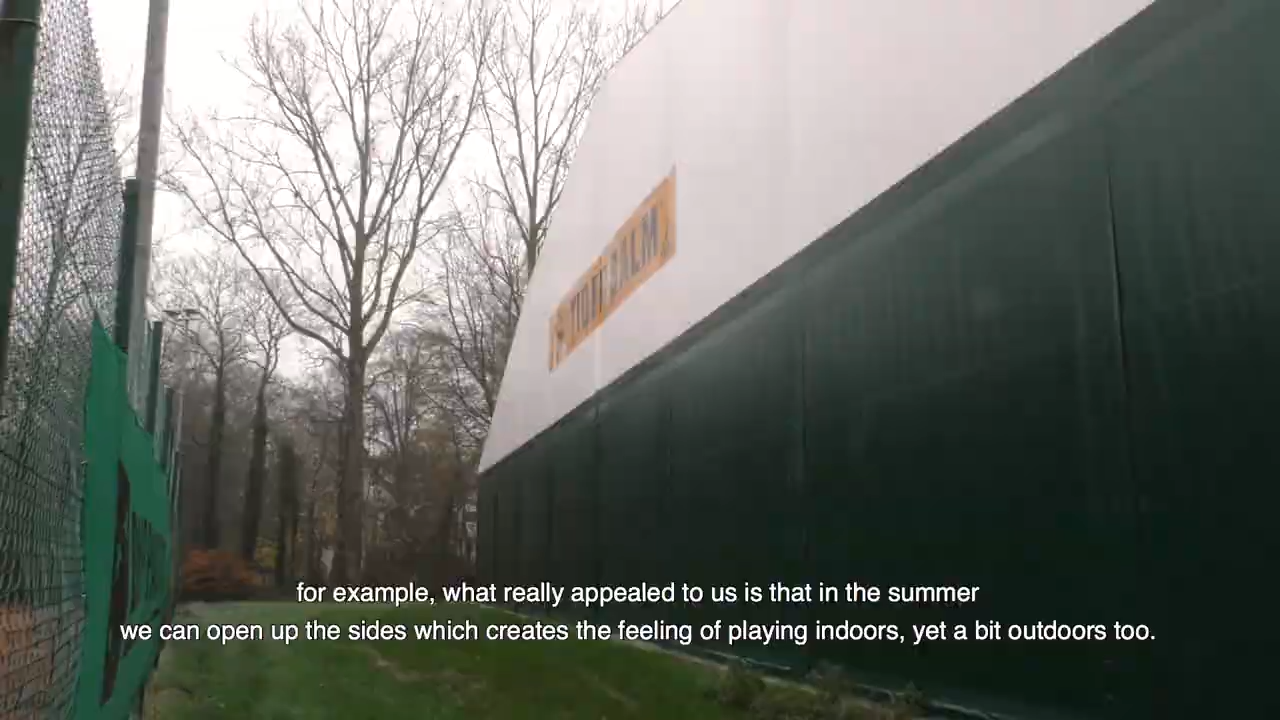 for example, what really appealed to us is that in the summer
we can open up the sides which creates the feeling of playing indoors, yet a bit outdoors too.